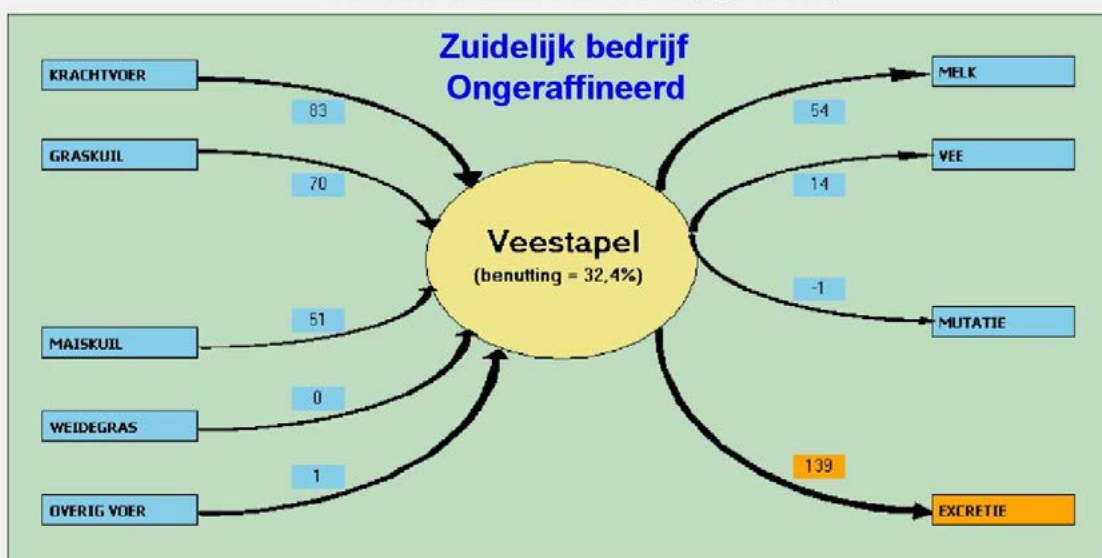 Zuidelijk bedrijf
Ongeraffineerd
KRACHTVOER
83
GRASKUIL
70
MAISKUIL
51
WEIDEGRAS
0
OVERIG VOER
1
Veestapel
(benutting = 32,4%)
MELK
54
VEE
14
-1
MUTATIE
139
EXCRETIE